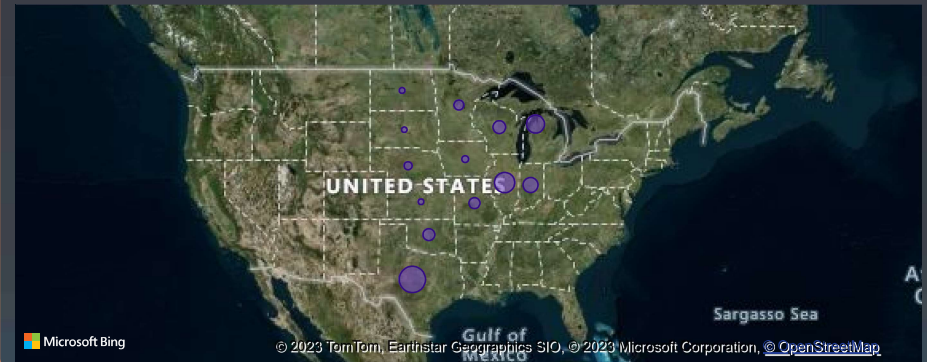 UNITED STATES
A
Sargasso Sea
Gulf of
Mexico
Microsoft Bing
© 2023 TomTom, Earthstar Geographics SIO, © 2023 Microsoft Corporation, © OpenStreetMap